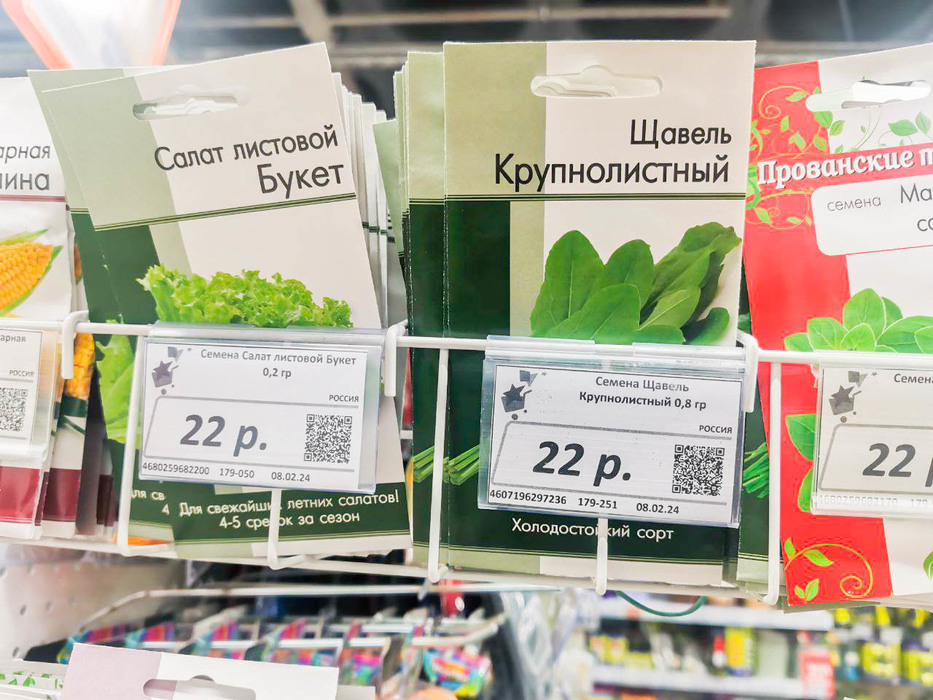 Салат листовой
Букет
Щавель
Крупнолистный
Прованские
семена
Семена Салат листовой Букет
0,2 гр
РОССИЯ
22 р.
4680259682200 179-050 08.02.24
Для свежайших летних салатов!
4-5 срезок за сезон
Семена Щавель
Крупнолистный 0,8 гр
РОССИЯ
22 р.
4607196297236 179-251 08.02.24
Холодостойкий сорт
РОССИЯ
22